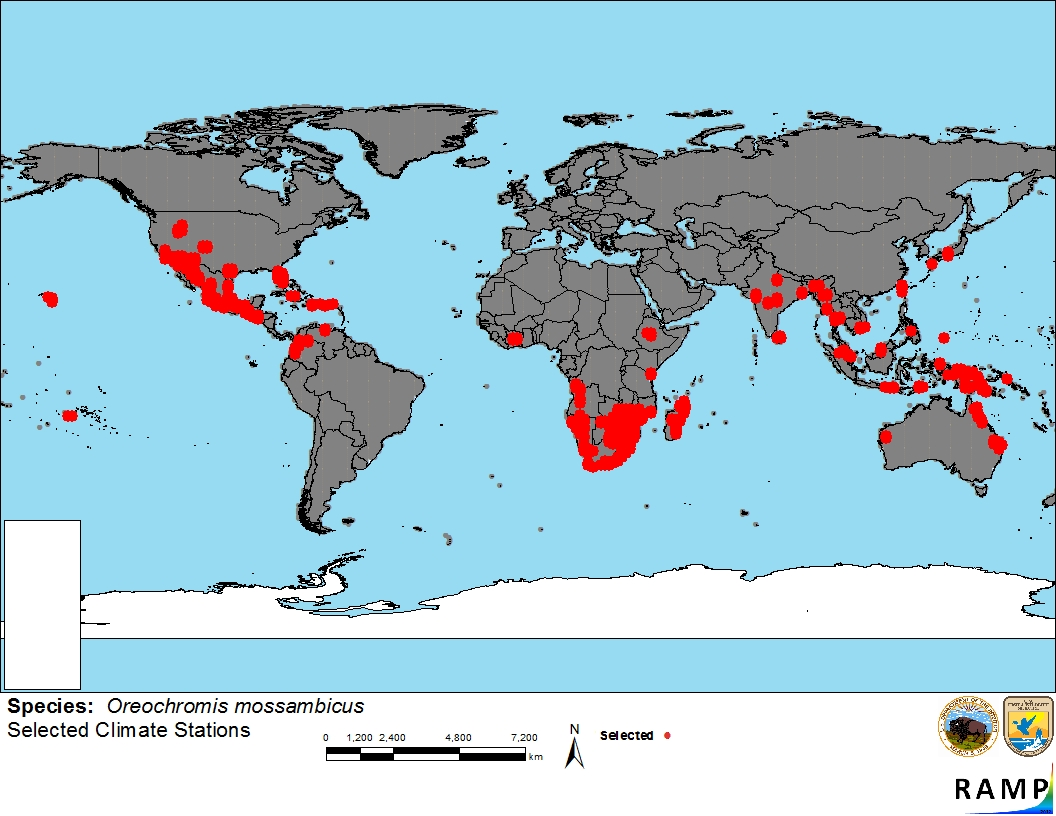 Species: Oreochromis mossambicus
Selected Climate Stations
0 1,200 2,400 4,800 7,200
km
N
Selected
RAMP